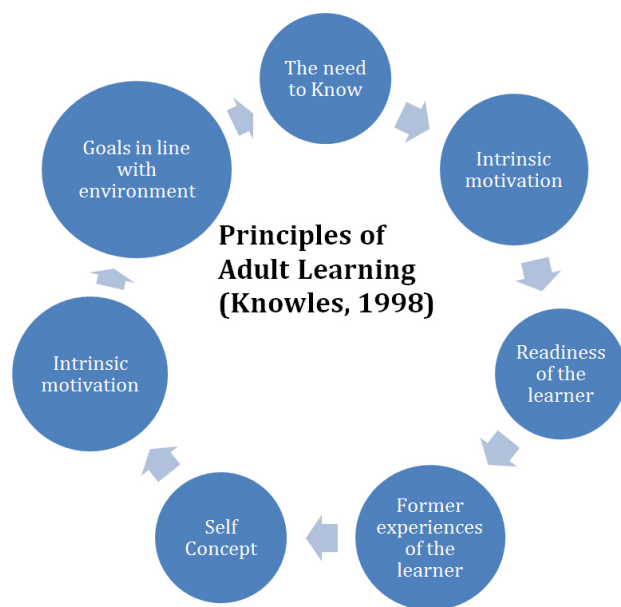 The need
to Know
Intrinsic
motivation
Readiness
of the
learner
Former
experiences
of the
learner
Self
Concept
Intrinsic
motivation
Goals in line
with
environment
Principles of
Adult Learning
(Knowles, 1998)